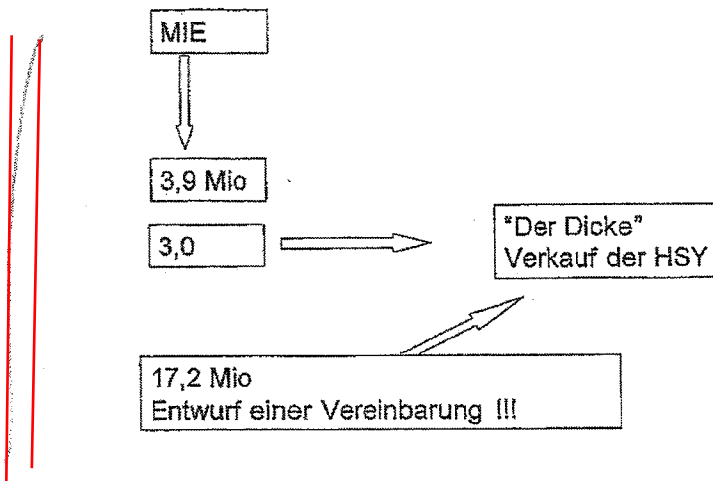 MIE
3,9 Mio
3,0
"Der Dicke"
Verkauf der HSY
17,2 Mio
Entwurf einer Vereinbarung !!!